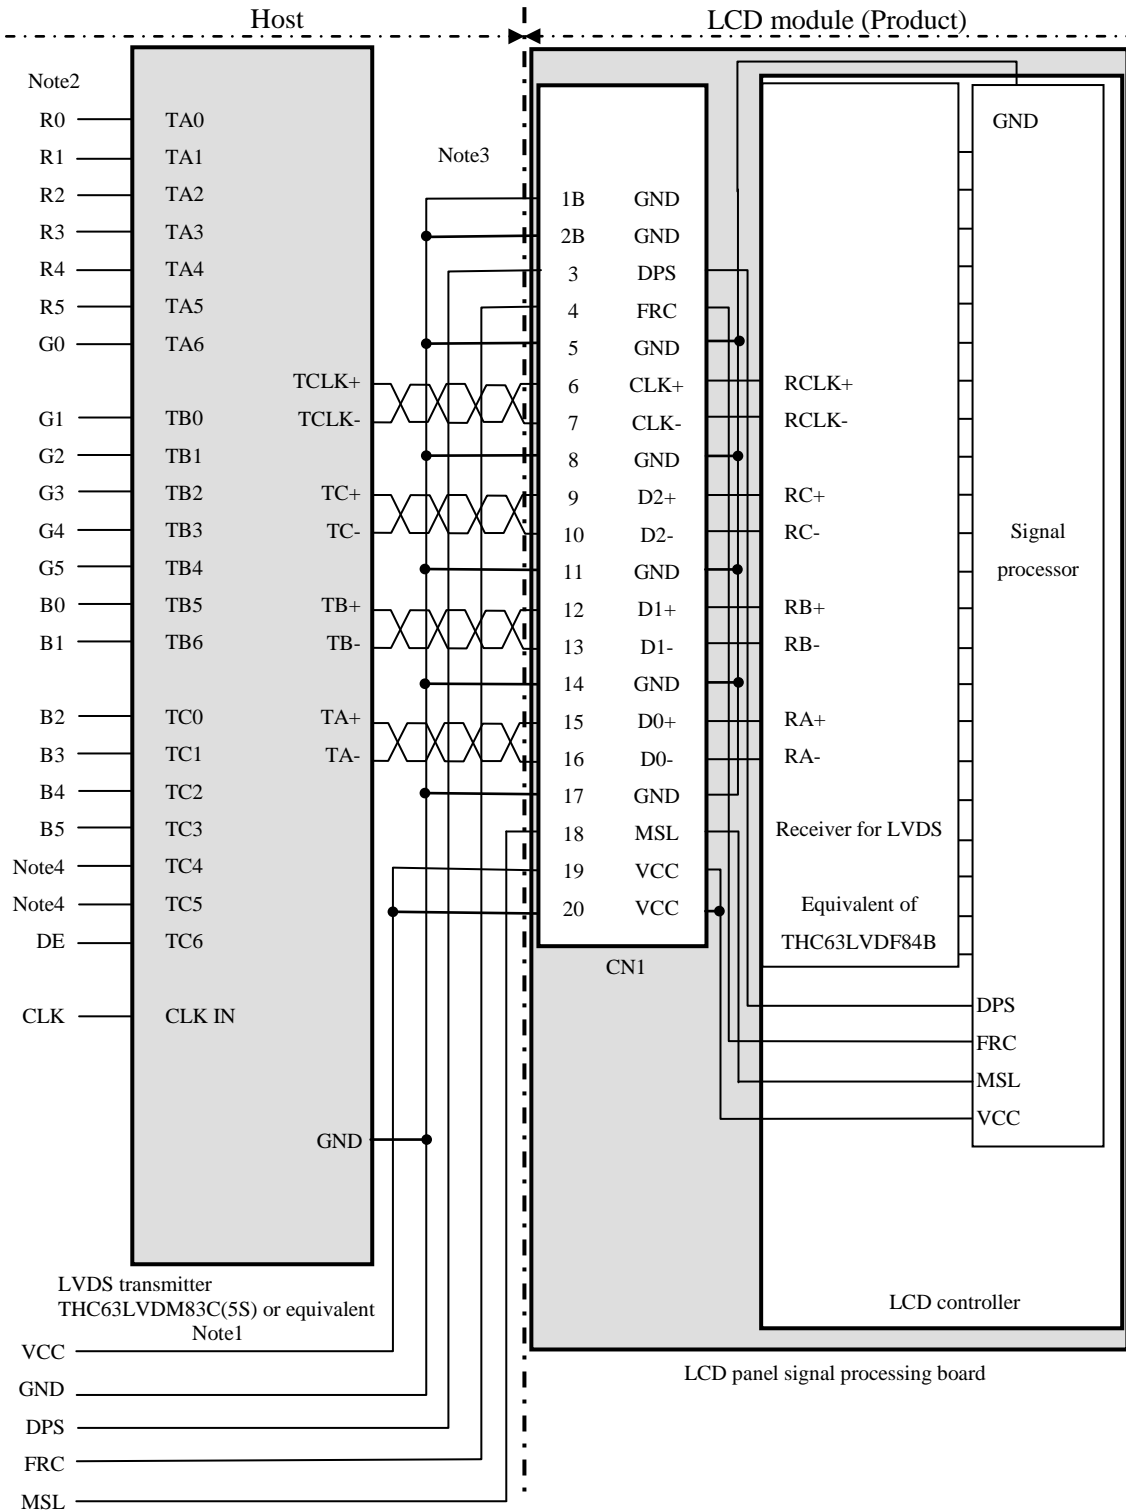 Host
LCD module (Product)
Note2
R0 TA0
R1 TA1
R2 TA2
R3 TA3
R4 TA4
R5 TA5
G0 TA6
TCLK+
G1 TB0 TCLK-
G2 TB1
G3 TB2 TC+
G4 TB3 TC-
G5 TB4
B0 TB5 TB+
B1 TB6 TB-
B2 TC0 TA+
B3 TC1 TA-
B4 TC2
B5 TC3
Note4 TC4
Note4 TC5
DE TC6
CLK CLK IN
GND
LVDS transmitter
THC63LVDM83C(5S) or equivalent
Note1
VCC
GND
DPS
FRC
MSL
Note3
1B GND
2B GND
3 DPS
4 FRC
5 GND
6 CLK+
7 CLK-
8 GND
9 D2+
10 D2-
11 GND
12 D1+
13 D1-
14 GND
15 D0+
16 D0-
17 GND
18 MSL
19 VCC
20 VCC
CN1
RCLK+
RCLK-
RC+
RC-
RB+
RB-
RA+
RA-
Receiver for LVDS
Equivalent of
THC63LVDF84B
GND
Signal
processor
DPS
FRC
MSL
VCC
LCD controller
LCD panel signal processing board